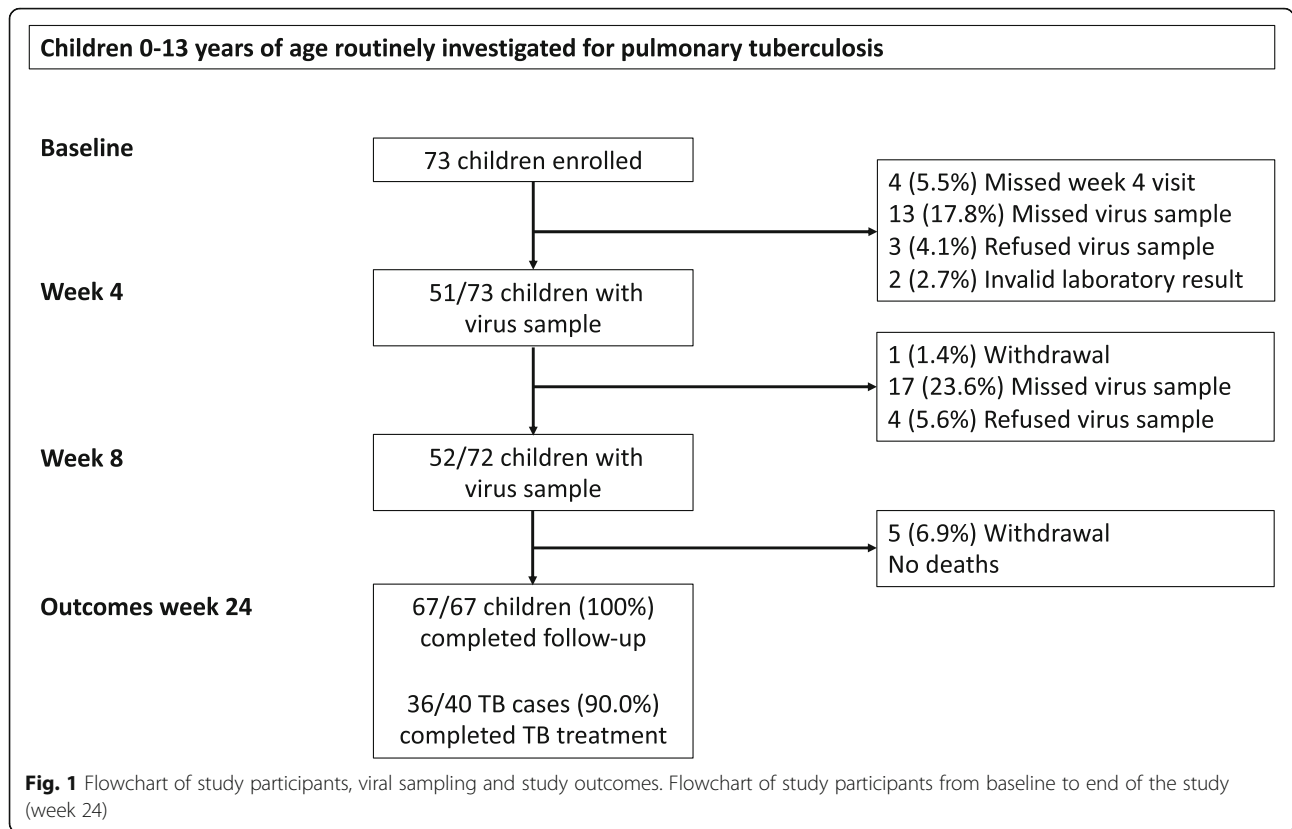 Children 0-13 years of age routinely investigated for pulmonary tuberculosis
Baseline
73 children enrolled
4 (5.5%) Missed week 4 visit
13 (17.8%) Missed virus sample
3 (4.1%) Refused virus sample
2 (2.7%) Invalid laboratory result
Week 4
51/73 children with
virus sample
1 (1.4%) Withdrawal
17 (23.6%) Missed virus sample
4 (5.6%) Refused virus sample
Week 8
52/72 children with
virus sample
5 (6.9%) Withdrawal
No deaths
Outcomes week 24
67/67 children (100%)
completed follow-up
36/40 TB cases (90.0%)
completed TB treatment
Fig. 1 Flowchart of study participants, viral sampling and study outcomes. Flowchart of study participants from baseline to end of the study
(week 24)